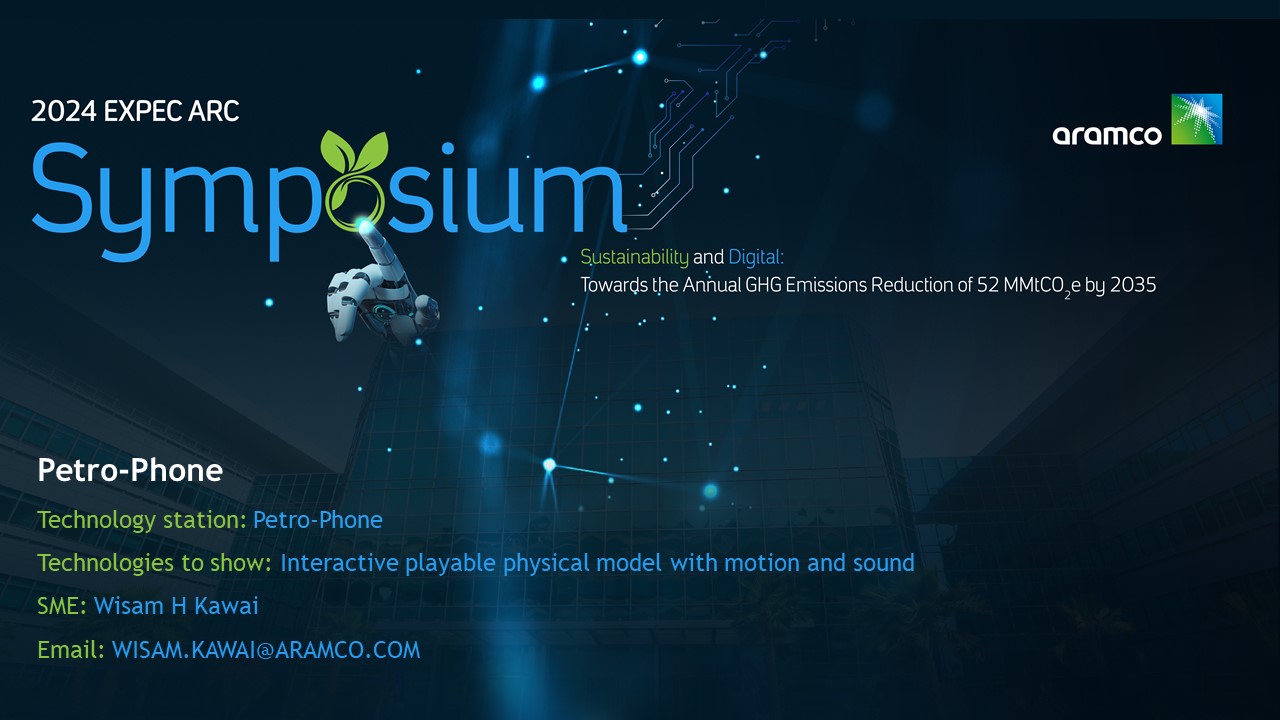 2024 EXPEC ARC
Symposium
aramco
Sustainability and Digital:
Towards the Annual GHG Emissions Reduction of 52 MMtCO₂e by 2035
Petro-Phone
Technology station: Petro-Phone
Technologies to show: Interactive playable physical model with motion and sound
SME: Wisam H Kawai
Email: WISAM.KAWAI@ARAMCO.COM